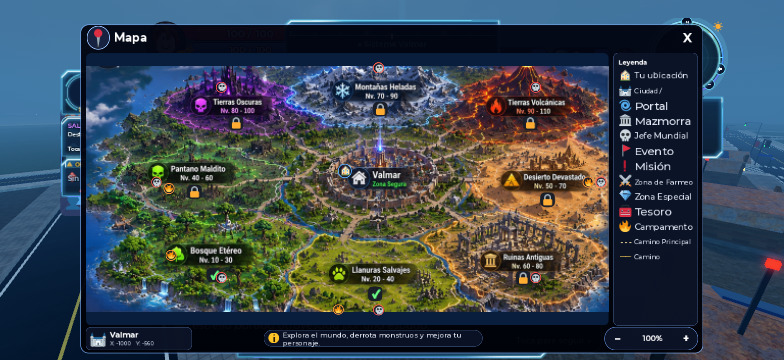 Mapa
X
Tierras Oscuras
Nv. 80 - 100
Montañas Heladas
Nv. 70 - 90
Tierras Volcánicas
Nv. 90 - 110
Pantano Maldito
Nv. 40 - 60
Valmar
Zona Segura
Desierto Devastado
Nv. 50 - 70
Bosque Etéreo
Nv. 10 - 30
Llanuras Salvajes
Nv. 20 - 40
Ruinas Antiguas
Nv. 60 - 80
Leyenda
Tu ubicación
Ciudad /
Portal
Mazmorra
Jefe Mundial
Evento
Misión
Zona de Farmeo
Zona Especial
Tesoro
Campamento
Camino Principal
Camino
Valmar
X: -1000 Y: -560
Explora el mundo, derrota monstruos y mejora tu
personaje.
- 100% +